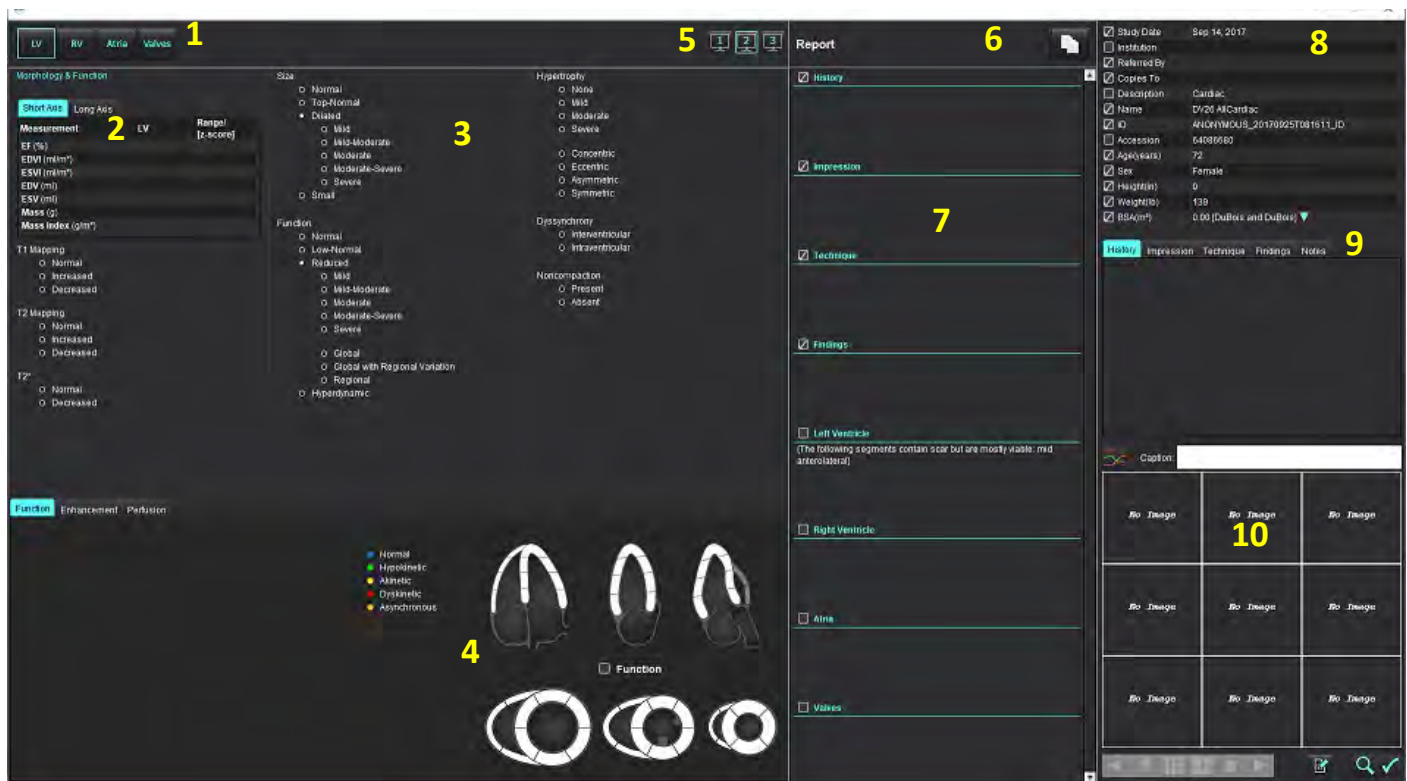 LV RV Atria Valves 1
5 1 2 3
Morphology & Function
Short Axis Long Axis
Measurement 2 LV Range/
[z-score]
EF (%)
EDVI (ml/m²)
ESVI (ml/m²)
EDV (ml)
ESV (ml)
Mass (g)
Mass Index (g/m²)
T1 Mapping
Normal
Increased
Decreased
T2 Mapping
Normal
Increased
Decreased
T2*
Normal
Decreased
Size
Normal
Top-Normal
Dilated
Mild
Mild-Moderate
Moderate
Moderate-Severe
Severe
Small
3
Function
Normal
Low-Normal
Reduced
Mild
Mild-Moderate
Moderate
Moderate-Severe
Severe
Global
Global with Regional Variation
Regional
Hyperdynamic
Hypertrophy
None
Mild
Moderate
Severe
Concentric
Eccentric
Asymmetric
Symmetric
Dyssynchrony
Interventricular
Intraventricular
Noncompaction
Present
Absent
Function Enhancement Perfusion
Normal
Hypokinetic
Akinetic
Dyskinetic
Asynchronous
4
Function
Report 6
History
Impression
7
Technique
Findings
Left Ventricle
(The following segments contain scar but are mostly viable: mid
anterolateral)
Right Ventricle
Atria
Valves
Study Date Sep 14, 2017 8
Institution
Referred By
Copies To
Description Cardiac
Name DV26 AllCardiac
ID ANONYMOUS_20170925T081611_ID
Accession 64086680
Age(years) 72
Sex Female
Height(in) 0
Weight(lb) 139
BSA(m²) 0.00 (DuBois and DuBois)
History Impression Technique Findings Notes 9
Caption:
No Image No Image No Image
10
No Image No Image No Image
No Image No Image No Image